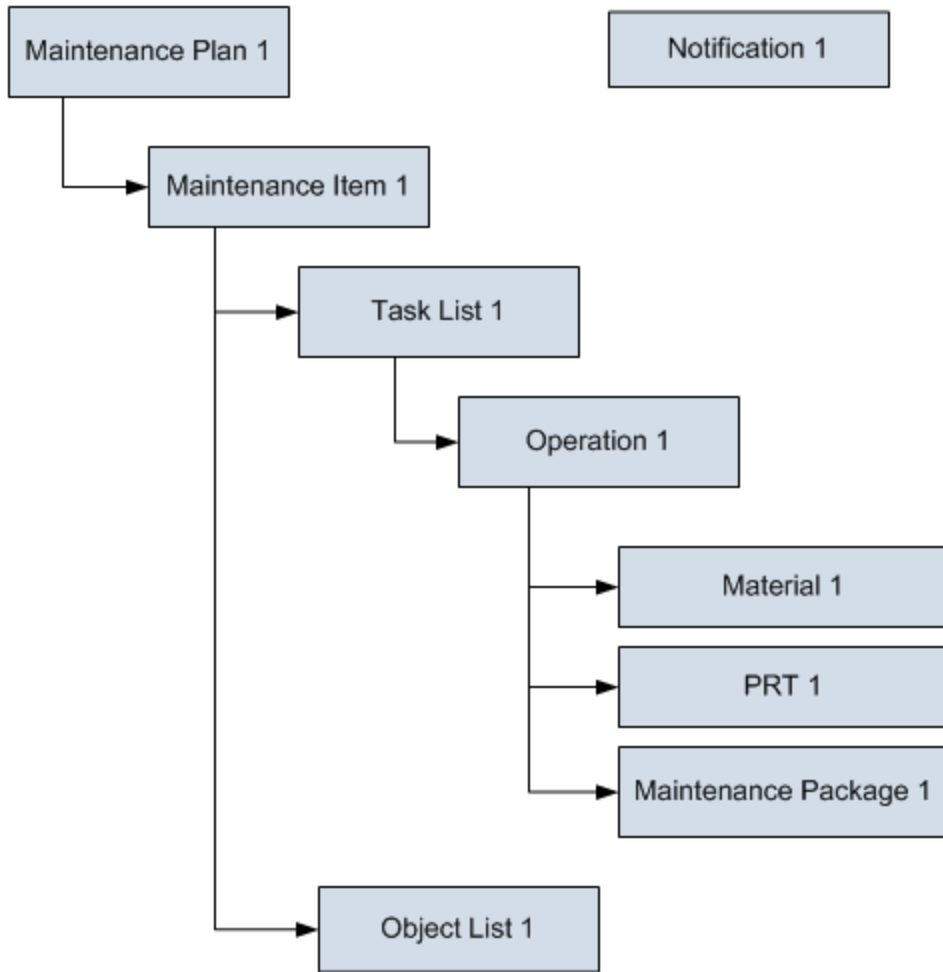 Maintenance Plan 1
Notification 1
Maintenance Item 1
Task List 1
Operation 1
Material 1
PRT 1
Maintenance Package 1
Object List 1